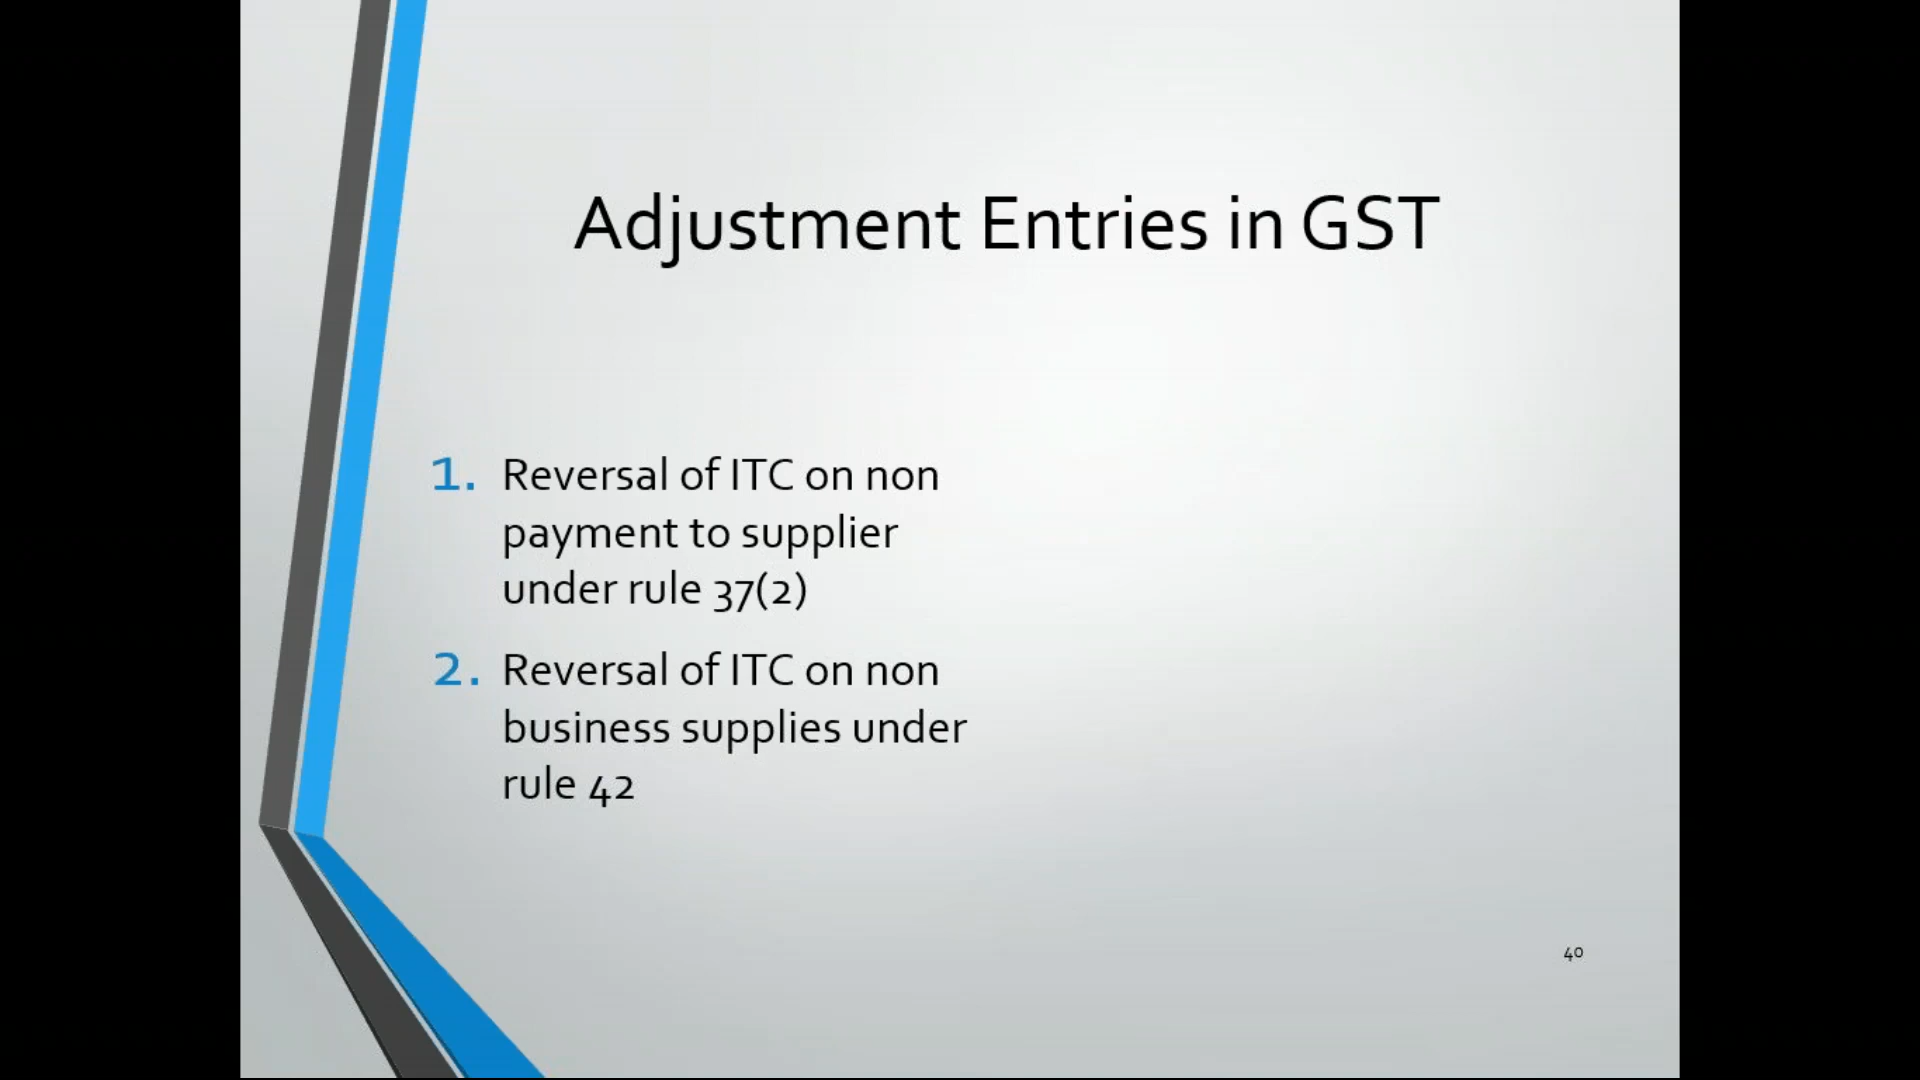 Adjustment Entries in GST
1. Reversal of ITC on non
payment to supplier
under rule 37(2)
2. Reversal of ITC on non
business supplies under
rule 42
40